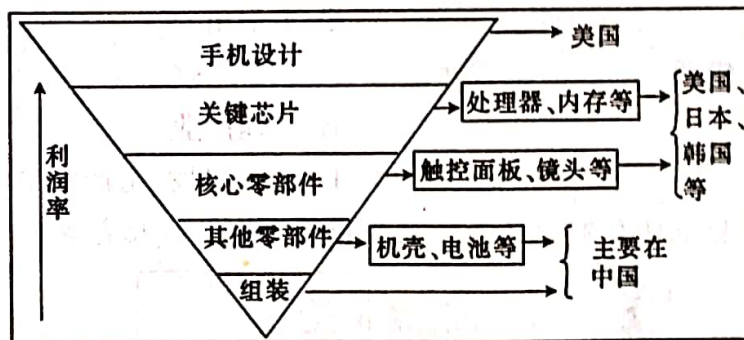 手机设计
美国
关键芯片
处理器、内存等
美国、
日本、
韩国
等
核心零部件
触控面板、镜头等
其他零部件
机壳、电池等
主要在
中国
组装
利润率